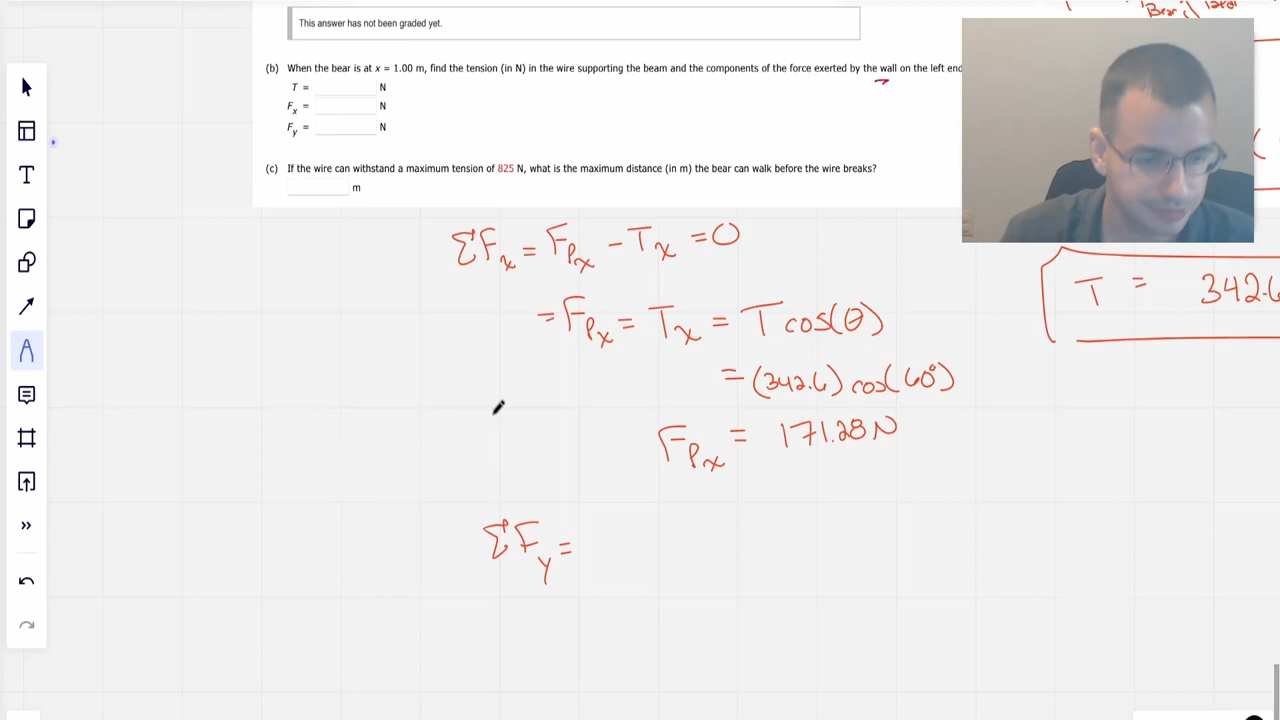 Bear
This answer has not been graded yet.
(b) When the bear is at x = 1.00 m, find the tension (in N) in the wire supporting the beam and the components of the force exerted by the wall on the left end
T = N
Fx = N
Fy = N
(c) If the wire can withstand a maximum tension of 825 N, what is the maximum distance (in m) the bear can walk before the wire breaks?
m
ΣFx = FPx - Tx = 0
= FPx = Tx = T cos(θ)
= (342.6) cos(60°)
FPx = 171.28 N
T = 342.6
ΣFy =